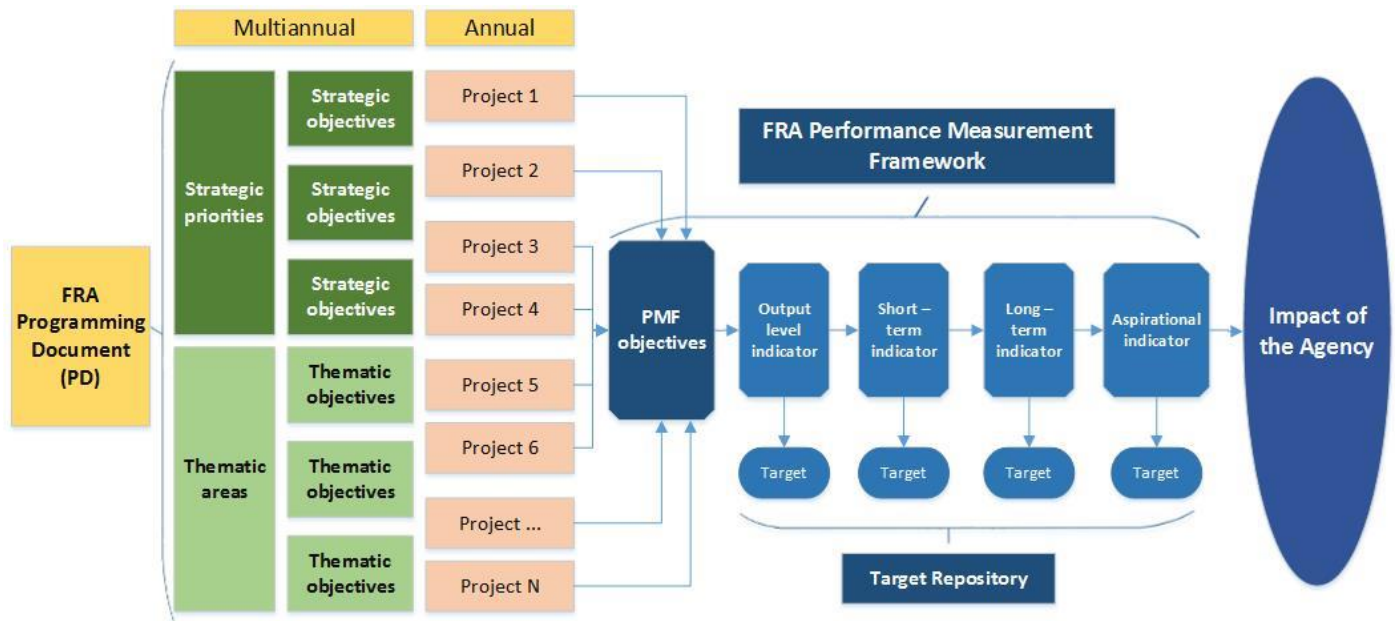 Multiannual
Annual
FRA
Programming
Document
(PD)
Strategic
priorities
Thematic
areas
Strategic
objectives
Strategic
objectives
Strategic
objectives
Thematic
objectives
Thematic
objectives
Thematic
objectives
Project 1
Project 2
Project 3
Project 4
Project 5
Project 6
Project ...
Project N
PMF
objectives
FRA Performance Measurement
Framework
Output
level
indicator
Short –
term
indicator
Long –
term
indicator
Aspirational
indicator
Target
Target
Target
Target
Target Repository
Impact of
the Agency